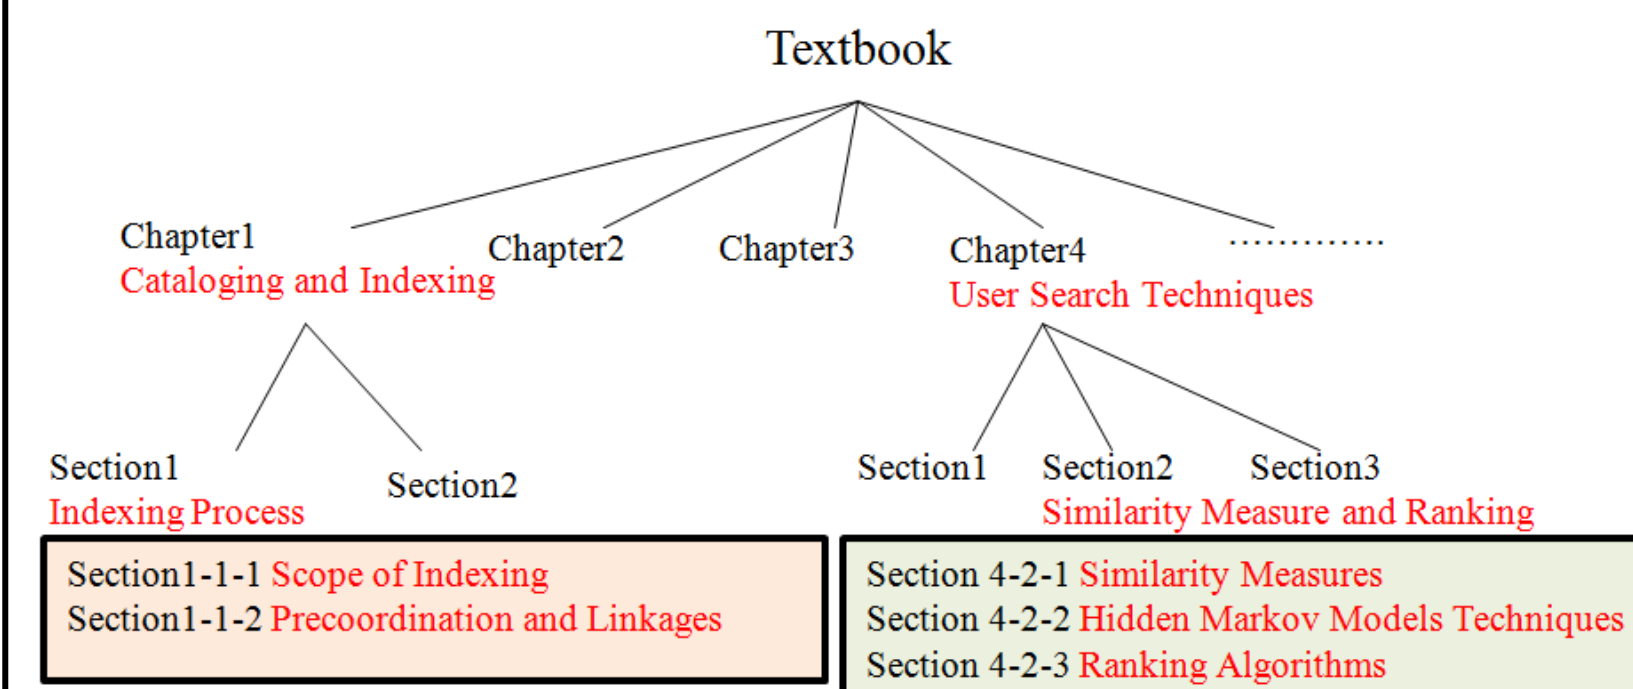 Textbook
Chapter1
Cataloging and Indexing
Chapter2
Chapter3
Chapter4
User Search Techniques
.............
Section1
Indexing Process
Section2
Section1
Section2
Section3
Similarity Measure and Ranking
Section1-1-1 Scope of Indexing
Section1-1-2 Precoordination and Linkages
Section 4-2-1 Similarity Measures
Section 4-2-2 Hidden Markov Models Techniques
Section 4-2-3 Ranking Algorithms